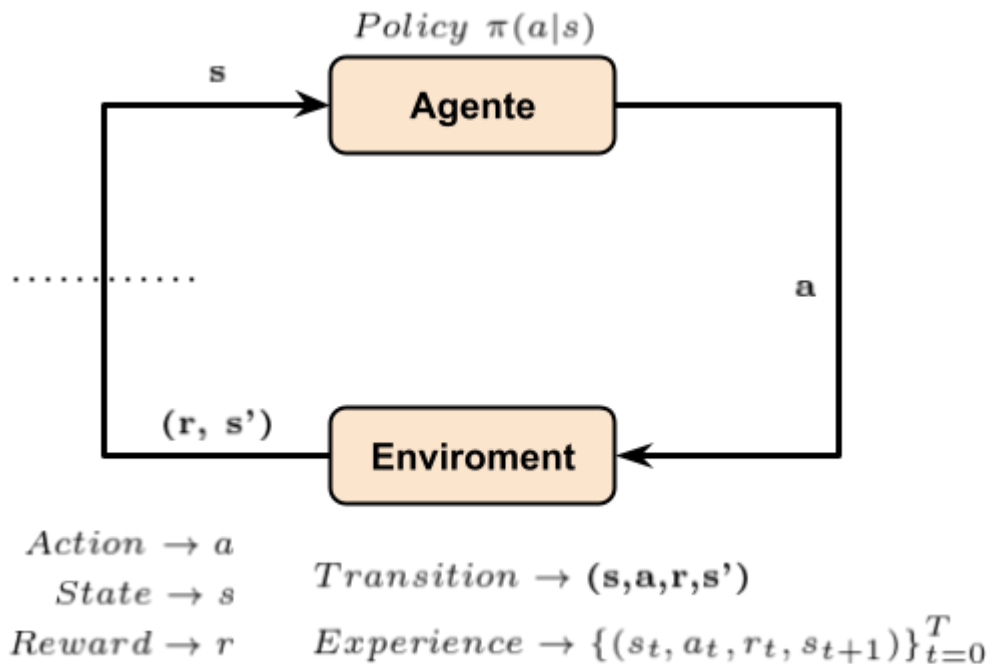 Policy π(a|s)
s
Agente
a
(r, s’)
Enviroment
Action → a
State → s
Reward → r
Transition → (s,a,r,s’)
Experience → {(s_t, a_t, r_t, s_{t+1})}_{t=0}^T